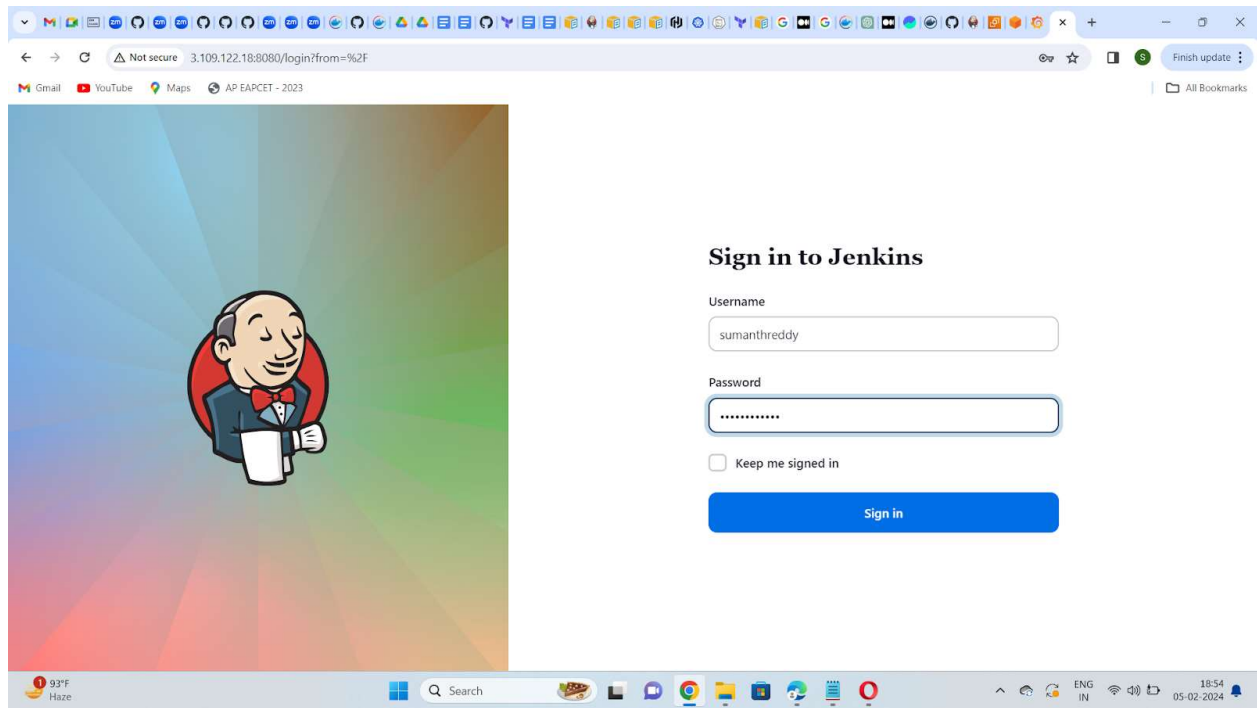 Not secure 3.109.122.18:8080/login?from=%2F
Finish update
Gmail YouTube Maps AP EAPCET - 2023 All Bookmarks
Sign in to Jenkins
Username
sumanthreddy
Password
••••••••••••
Keep me signed in
Sign in
1
93°F
Haze
Search
ENG
IN
18:54
05-02-2024